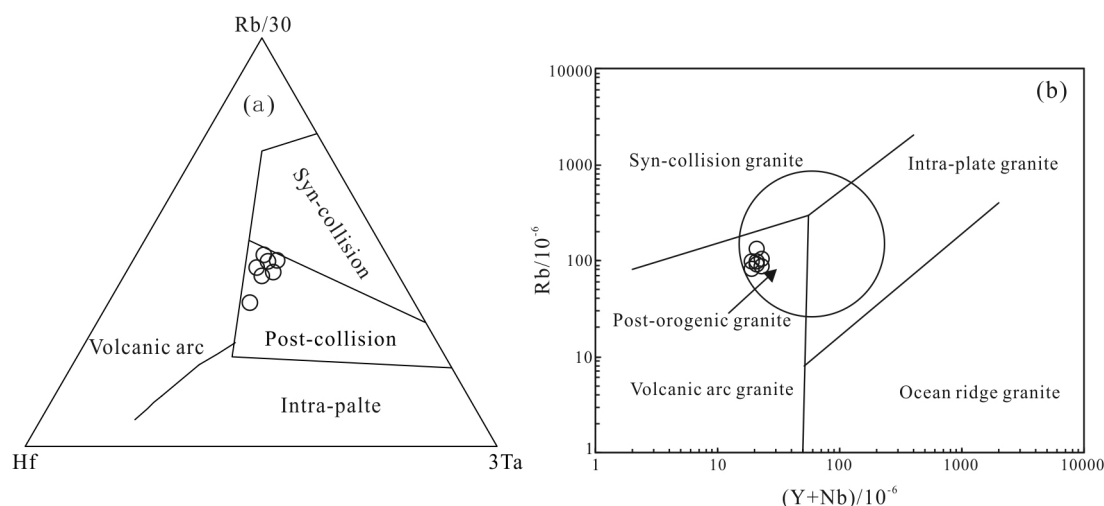 Rb/30
(a)
Syn-collision
Volcanic arc
Post-collision
Intra-palte
Hf
3Ta
(b)
10000
1000
100
10
1
Rb/10⁻⁶
Syn-collision granite
Intra-plate granite
Post-orogenic granite
Volcanic arc granite
Ocean ridge granite
1
10
100
1000
10000
(Y+Nb)/10⁻⁶